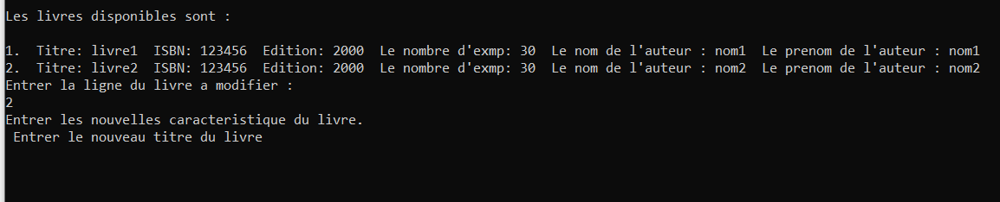 Les livres disponibles sont :
1.  Titre: livre1  ISBN: 123456  Edition: 2000  Le nombre d'exmp: 30  Le nom de l'auteur : nom1  Le prenom de l'auteur : nom1
2.  Titre: livre2  ISBN: 123456  Edition: 2000  Le nombre d'exmp: 30  Le nom de l'auteur : nom2  Le prenom de l'auteur : nom2
Entrer la ligne du livre a modifier :
2
Entrer les nouvelles caracteristique du livre.
 Entrer le nouveau titre du livre